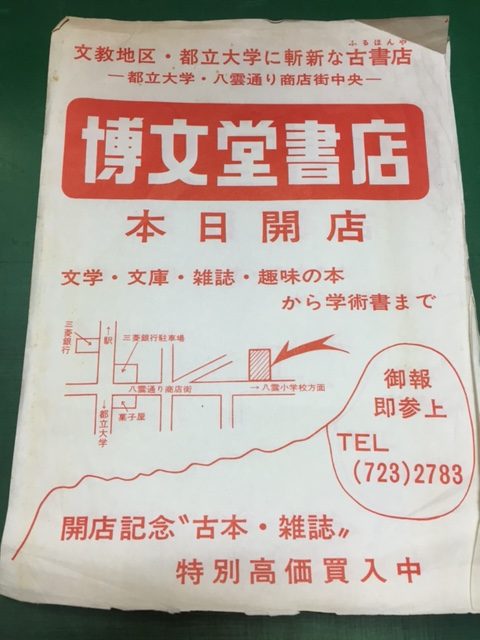 ふるほんや
文教地区・都立大学に斬新な古書店
―都立大学・八雲通り商店街中央―
博文堂書店
本日開店
文学・文庫・雑誌・趣味の本
から学術書まで
三菱銀行
←駅
三菱銀行駐車場
八雲通り商店街
→八雲小学校方面
←都立大学
菓子屋
御報
即参上
TEL
(723)2783
開店記念〝古本・雑誌〟
特別高価買入中